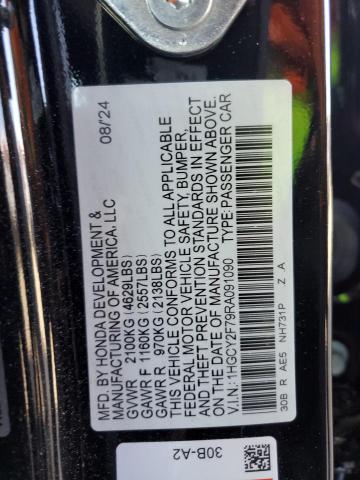 MFD. BY HONDA DEVELOPMENT & 08/'24
MANUFACTURING OF AMERICA, LLC
GVWR 2100KG (4629LBS)
GAWR F 1160KG (2557LBS)
GAWR R 970KG (2138LBS)
THIS VEHICLE CONFORMS TO ALL APPLICABLE
FEDERAL MOTOR VEHICLE SAFETY, BUMPER,
AND THEFT PREVENTION STANDARDS IN EFFECT
ON THE DATE OF MANUFACTURE SHOWN ABOVE.
V.I.N.: 1HGCY2F79RA091090 TYPE:PASSENGER CAR
30B R AE5 NH731P Z .A
30B-A2